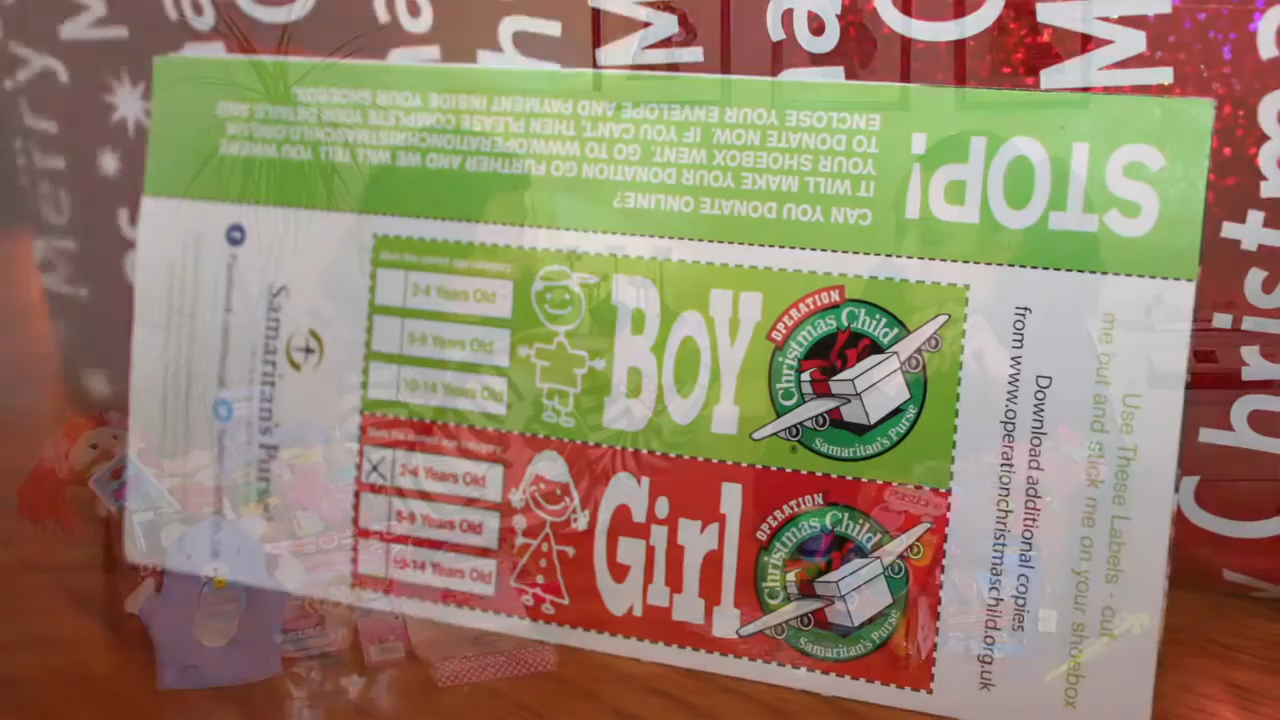 STOP!
CAN YOU DONATE ONLINE?
IT WILL MAKE YOUR DONATION GO FURTHER AND WE WILL TELL YOU WHERE
YOUR SHOEBOX WENT. GO TO WWW.OPERATIONCHRISTMASCHILD.ORG.UK
TO DONATE NOW. IF YOU CAN'T, THEN PLEASE COMPLETE YOUR DETAILS AND
ENCLOSE YOUR ENVELOPE AND PAYMENT INSIDE YOUR SHOEBOX.
2-4 Years Old
5-9 Years Old
10-14 Years Old
BOY
OPERATION
Christmas Child
Samaritan's Purse
®
2-4 Years Old
5-9 Years Old
10-14 Years Old
Girl
OPERATION
Christmas Child
Samaritan's Purse
Samaritan's Purse
Use These Labels - cut
me out and stick me on your shoebox
Download additional copies
from www.operationchristmaschild.org.uk
Merry